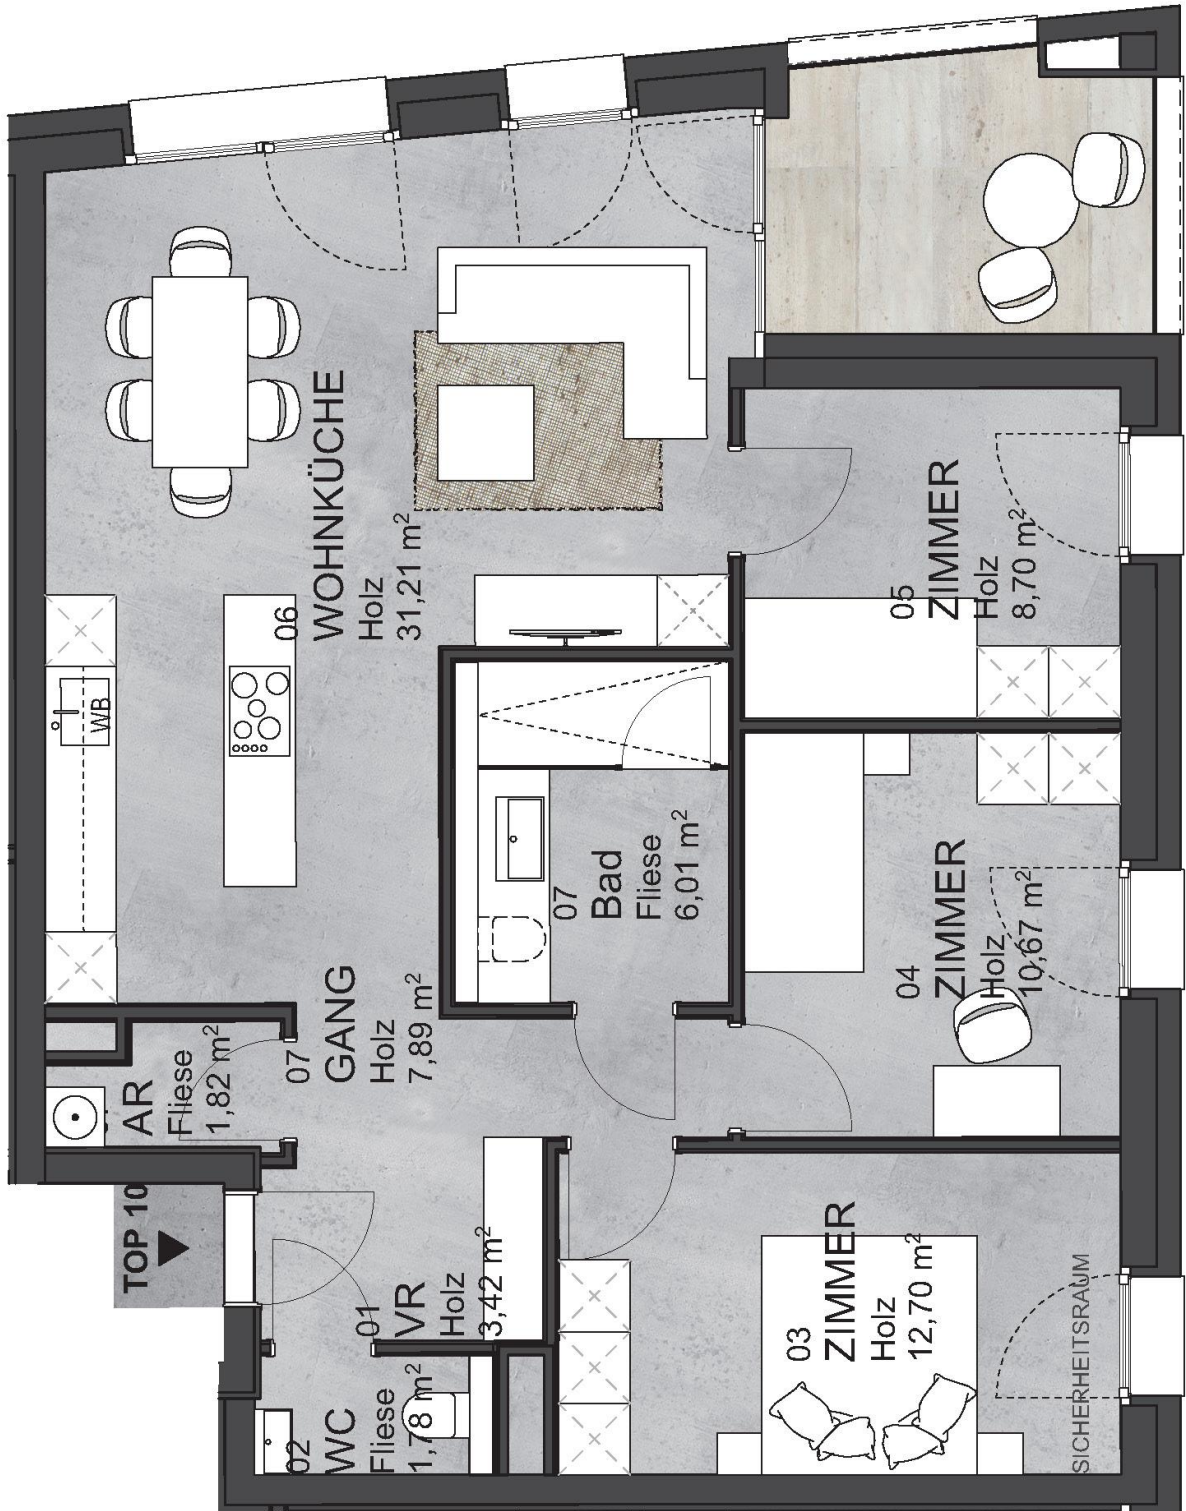 06
WOHNKÜCHE
Holz
31,21 m²
05
ZIMMER
Holz
8,70 m²
WB
07
Bad
Fliese
6,01 m²
04
ZIMMER
Holz
10,67 m²
07
GANG
Holz
7,89 m²
AR
Fliese
1,82 m²
TOP 10
01
VR
Holz
3,42 m²
03
ZIMMER
Holz
12,70 m²
SICHERHEITSRAUM
02
WC
Fliese
1,78 m²